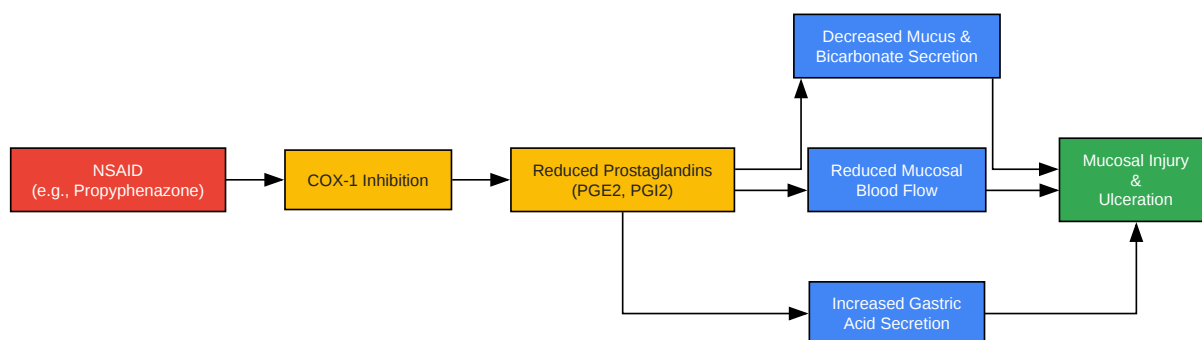 NSAID
(e.g., Propyphenazone)
COX-1 Inhibition
Reduced Prostaglandins
(PGE2, PGI2)
Decreased Mucus &
Bicarbonate Secretion
Reduced Mucosal
Blood Flow
Increased Gastric
Acid Secretion
Mucosal Injury
&
Ulceration